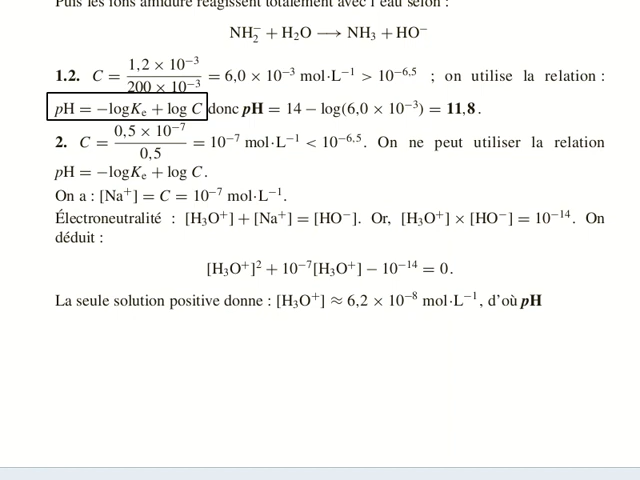 Puis les ions amidure réagissent totalement avec l'eau selon :
NH₂⁻ + H₂O ⟶ NH₃ + HO⁻
1.2. C = 1,2 × 10⁻³ / 200 × 10⁻³ = 6,0 × 10⁻³ mol·L⁻¹ > 10⁻⁶,⁵ ; on utilise la relation :
pH = −logKₑ + log C donc pH = 14 − log(6,0 × 10⁻³) = 11,8.
2. C = 0,5 × 10⁻⁷ / 0,5 = 10⁻⁷ mol·L⁻¹ < 10⁻⁶,⁵. On ne peut utiliser la relation
pH = −logKₑ + log C.
On a : [Na⁺] = C = 10⁻⁷ mol·L⁻¹.
Électroneutralité : [H₃O⁺] + [Na⁺] = [HO⁻]. Or, [H₃O⁺] × [HO⁻] = 10⁻¹⁴. On
déduit :
[H₃O⁺]² + 10⁻⁷[H₃O⁺] − 10⁻¹⁴ = 0.
La seule solution positive donne : [H₃O⁺] ≈ 6,2 × 10⁻⁸ mol·L⁻¹, d'où pH